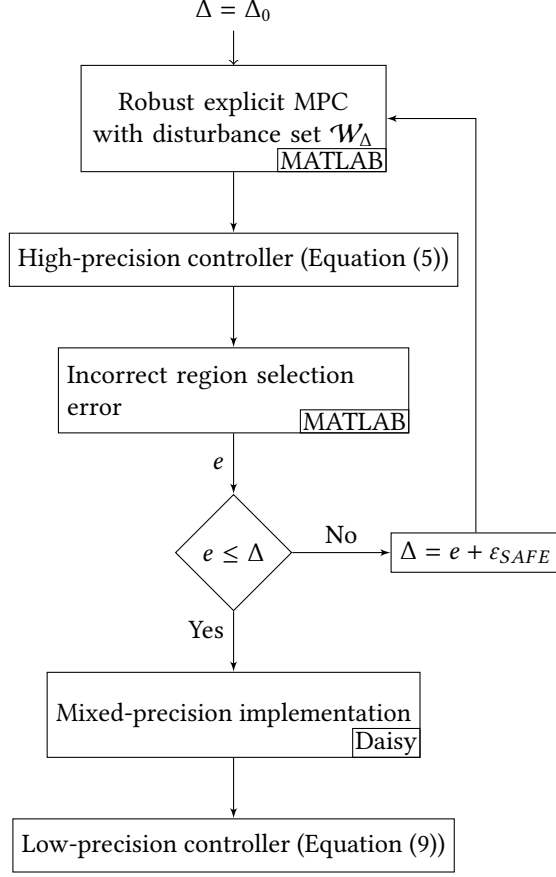 Δ = Δ₀
Robust explicit MPC
with disturbance set 𝓦_Δ
MATLAB
High-precision controller (Equation (5))
Incorrect region selection
error
MATLAB
e
e ≤ Δ
No
Δ = e + ε_SAFE
Yes
Mixed-precision implementation
Daisy
Low-precision controller (Equation (9))